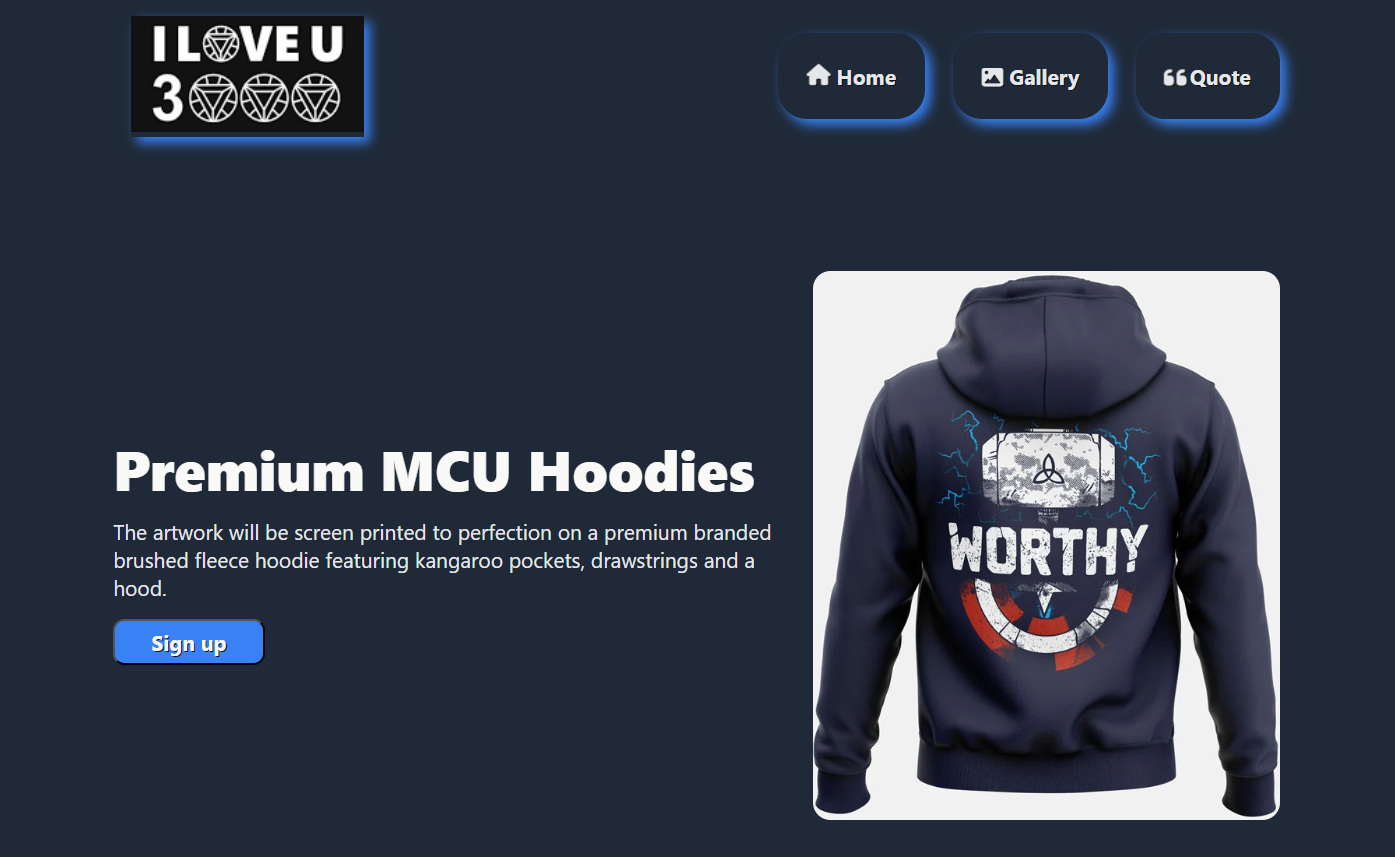 I LOVE U
3000
Home
Gallery
Quote
Premium MCU Hoodies
The artwork will be screen printed to perfection on a premium branded
brushed fleece hoodie featuring kangaroo pockets, drawstrings and a
hood.
Sign up
WORTHY